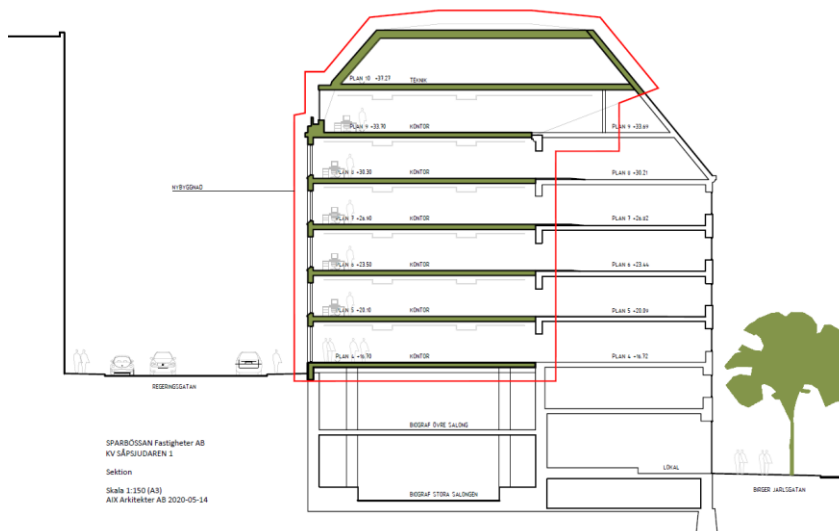 PLAN 10 +37.27 TEKNIK
PLAN 9 +33.70 KONTOR PLAN 9 +33.69
PLAN 8 +30.30 KONTOR PLAN 8 +30.21
NYBYGGNAD
PLAN 7 +26.90 KONTOR PLAN 7 +26.82
PLAN 6 +23.50 KONTOR PLAN 6 +23.44
PLAN 5 +20.10 KONTOR PLAN 5 +20.09
PLAN 4 +16.70 KONTOR PLAN 4 +16.72
REGERINGSGATAN
BIOGRAF ÖVRE SALONG
SPARBÖSSAN Fastigheter AB
KV SÅPSJUDAREN 1
LOKAL
Sektion
BIRGER JARLSGATAN
BIOGRAF STORA SALONGEN
Skala 1:150 (A3)
AIX Arkitekter AB 2020-05-14